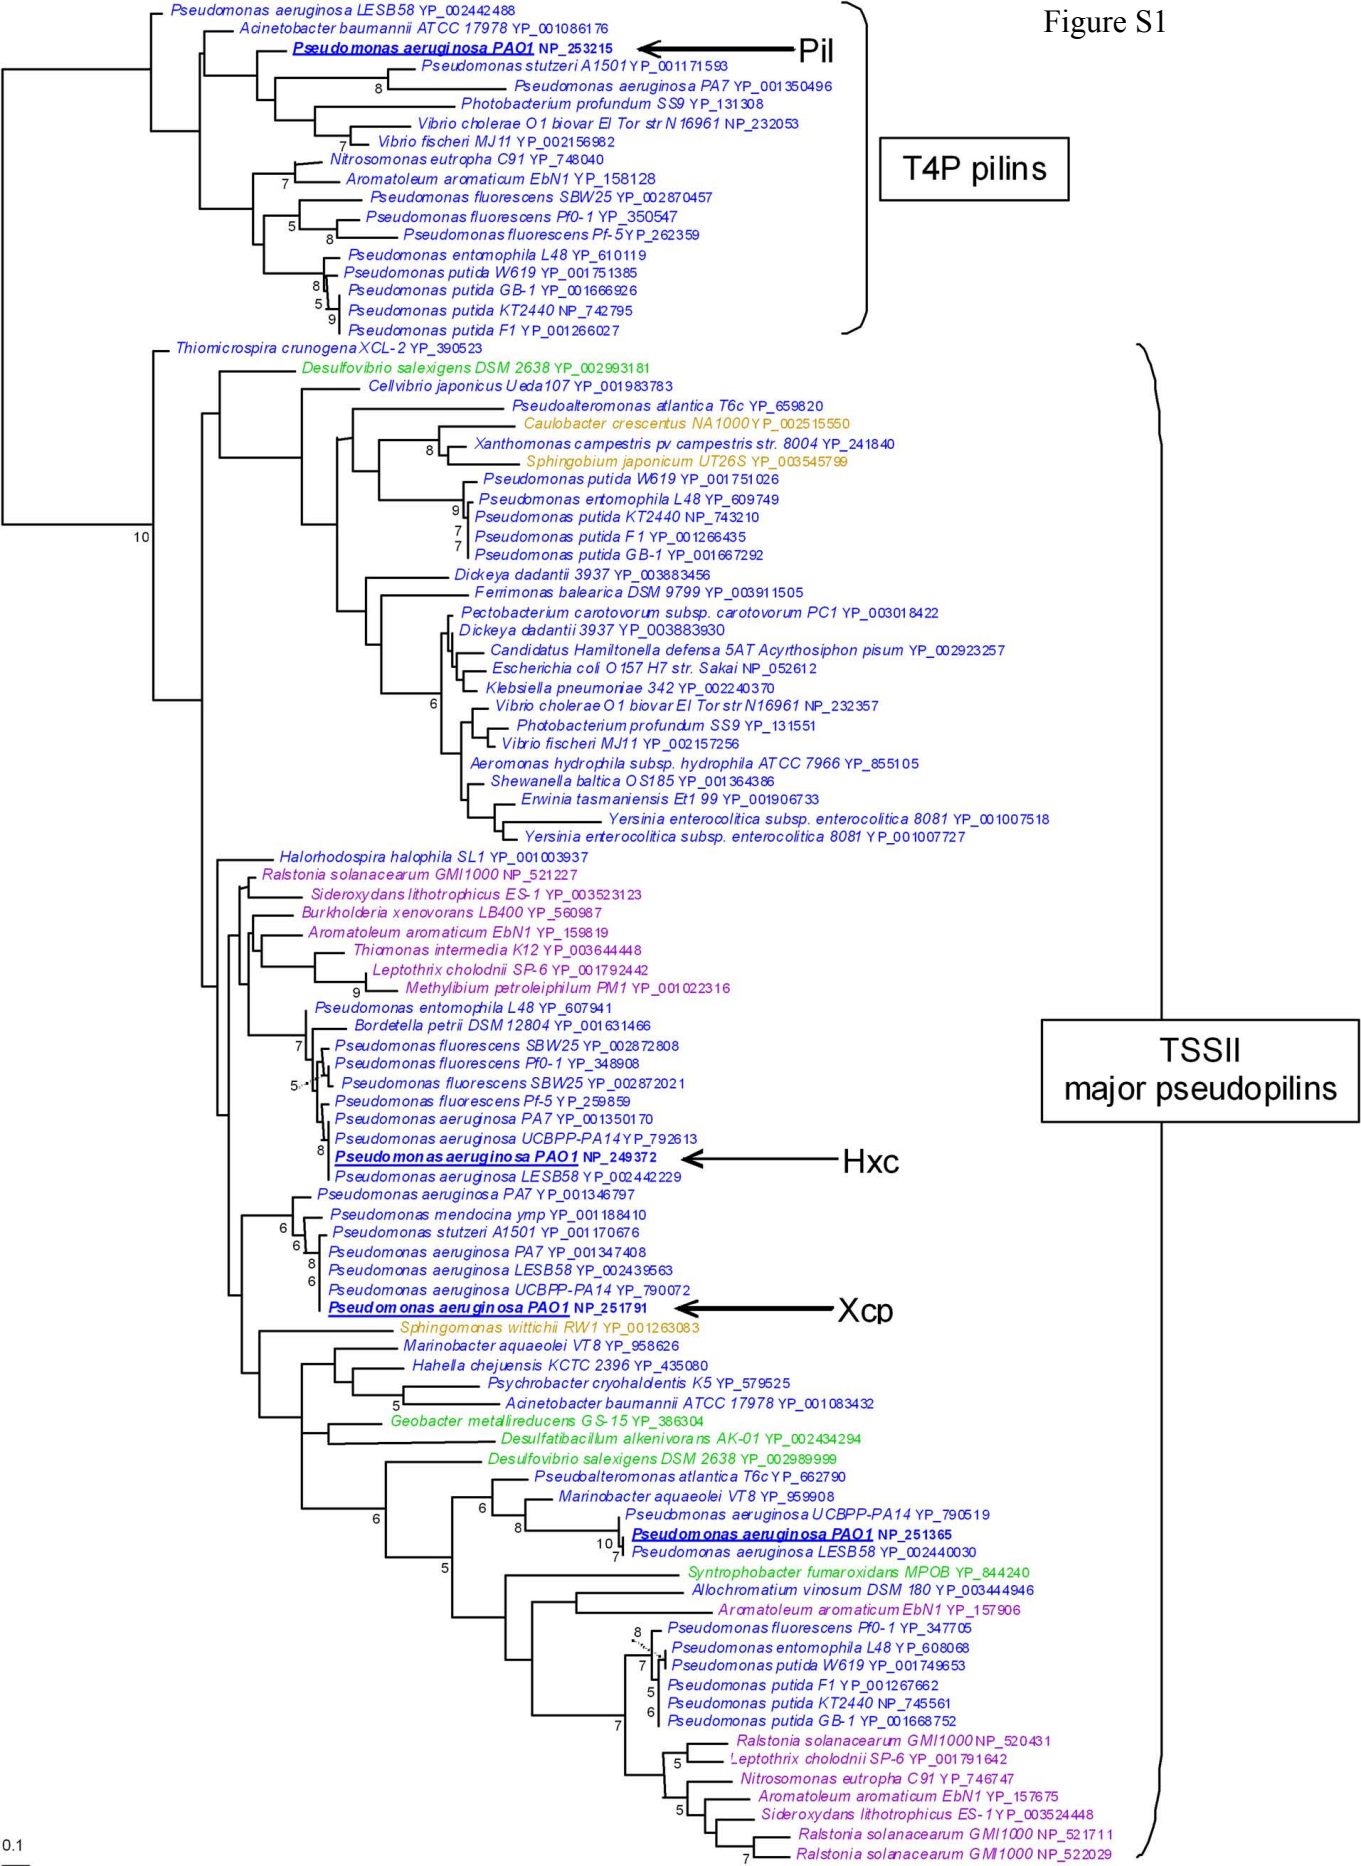 Figure S1
Pseudomonas aeruginosa LESB58 YP_002442488
Acinetobacter baumannii ATCC 17978 YP_001086176
Pseudomonas aeruginosa PAO1 NP_253215
Pil
Pseudomonas stutzeri A1501 YP_001171593
8
Pseudomonas aeruginosa PA7 YP_001350496
Photobacterium profundum SS9 YP_131308
Vibrio cholerae O1 biovar El Tor str N16961 NP_232053
7
Vibrio fischeri MJ11 YP_002156982
T4P pilins
Nitrosomonas eutropha C91 YP_748040
7
Aromatoleum aromaticum EbN1 YP_158128
Pseudomonas fluorescens SBW25 YP_002870457
5
Pseudomonas fluorescens Pf0-1 YP_350547
8
Pseudomonas fluorescens Pf-5 YP_262359
Pseudomonas entomophila L48 YP_610119
Pseudomonas putida W619 YP_001751385
8
Pseudomonas putida GB-1 YP_001666926
5
Pseudomonas putida KT2440 NP_742795
9
Pseudomonas putida F1 YP_001266027
Thiomicrospira crunogena XCL-2 YP_390523
Desulfovibrio salexigens DSM 2638 YP_002993181
Cellvibrio japonicus Ueda107 YP_001983783
Pseudoalteromonas atlantica T6c YP_659820
Caulobacter crescentus NA1000 YP_002515550
8
Xanthomonas campestris pv campestris str. 8004 YP_241840
Sphingobium japonicum UT26S YP_003545799
Pseudomonas putida W619 YP_001751026
Pseudomonas entomophila L48 YP_609749
9
Pseudomonas putida KT2440 NP_743210
7
Pseudomonas putida F1 YP_001266435
10
7
Pseudomonas putida GB-1 YP_001667292
Dickeya dadantii 3937 YP_003883456
Ferrimonas balearica DSM 9799 YP_003911505
Pectobacterium carotovorum subsp. carotovorum PC1 YP_003018422
Dickeya dadantii 3937 YP_003883930
Candidatus Hamiltonella defensa 5AT Acyrthosiphon pisum YP_002923257
Escherichia coli O157 H7 str. Sakai NP_052612
Klebsiella pneumoniae 342 YP_002240370
6
Vibrio cholerae O1 biovar El Tor str N16961 NP_232357
Photobacterium profundum SS9 YP_131551
Vibrio fischeri MJ11 YP_002157256
Aeromonas hydrophila subsp. hydrophila ATCC 7966 YP_855105
Shewanella baltica OS185 YP_001364386
Erwinia tasmaniensis Et1 99 YP_001906733
Yersinia enterocolitica subsp. enterocolitica 8081 YP_001007518
Yersinia enterocolitica subsp. enterocolitica 8081 YP_001007727
Halorhodospira halophila SL1 YP_001003937
Ralstonia solanacearum GMI1000 NP_521227
Sideroxydans lithotrophicus ES-1 YP_003523123
Burkholderia xenovorans LB400 YP_560987
Aromatoleum aromaticum EbN1 YP_159819
Thiomonas intermedia K12 YP_003644448
Leptothrix cholodnii SP-6 YP_001792442
9
Methylibium petroleiphilum PM1 YP_001022316
Pseudomonas entomophila L48 YP_607941
Bordetella petrii DSM 12804 YP_001631466
7
Pseudomonas fluorescens SBW25 YP_002872808
Pseudomonas fluorescens Pf0-1 YP_348908
5
Pseudomonas fluorescens SBW25 YP_002872021
Pseudomonas fluorescens Pf-5 YP_259859
Pseudomonas aeruginosa PA7 YP_001350170
Pseudomonas aeruginosa UCBPP-PA14 YP_792613
8
Pseudomonas aeruginosa PAO1 NP_249372
Hxc
Pseudomonas aeruginosa LESB58 YP_002442229
TSSII
major pseudopilins
Pseudomonas aeruginosa PA7 YP_001346797
Pseudomonas mendocina ymp YP_001188410
6
Pseudomonas stutzeri A1501 YP_001170676
6
Pseudomonas aeruginosa PA7 YP_001347408
8
Pseudomonas aeruginosa LESB58 YP_002439563
6
Pseudomonas aeruginosa UCBPP-PA14 YP_790072
Pseudomonas aeruginosa PAO1 NP_251791
Xcp
Sphingomonas wittichii RW1 YP_001263083
Marinobacter aquaeolei VT8 YP_958626
Hahella chejuensis KCTC 2396 YP_435080
Psychrobacter cryohalolentis K5 YP_579525
5
Acinetobacter baumannii ATCC 17978 YP_001083432
Geobacter metallireducens GS-15 YP_386304
Desulfatibacillum alkenivorans AK-01 YP_002434294
Desulfovibrio salexigens DSM 2638 YP_002989999
Pseudoalteromonas atlantica T6c YP_662790
6
Marinobacter aquaeolei VT8 YP_959908
6
8
Pseudomonas aeruginosa UCBPP-PA14 YP_790519
Pseudomonas aeruginosa PAO1 NP_251365
10
7
Pseudomonas aeruginosa LESB58 YP_002440030
5
Syntrophobacter fumaroxidans MPOB YP_844240
Allochromatium vinosum DSM 180 YP_003444946
Aromatoleum aromaticum EbN1 YP_157906
Pseudomonas fluorescens Pf0-1 YP_347705
8
Pseudomonas entomophila L48 YP_608068
7
Pseudomonas putida W619 YP_001749653
Pseudomonas putida F1 YP_001267662
5
Pseudomonas putida KT2440 NP_745561
6
Pseudomonas putida GB-1 YP_001668752
7
Ralstonia solanacearum GMI1000 NP_520431
5
Leptothrix cholodnii SP-6 YP_001791642
Nitrosomonas eutropha C91 YP_746747
Aromatoleum aromaticum EbN1 YP_157675
5
Sideroxydans lithotrophicus ES-1 YP_003524448
Ralstonia solanacearum GMI1000 NP_521711
7
Ralstonia solanacearum GMI1000 NP_522029
0.1